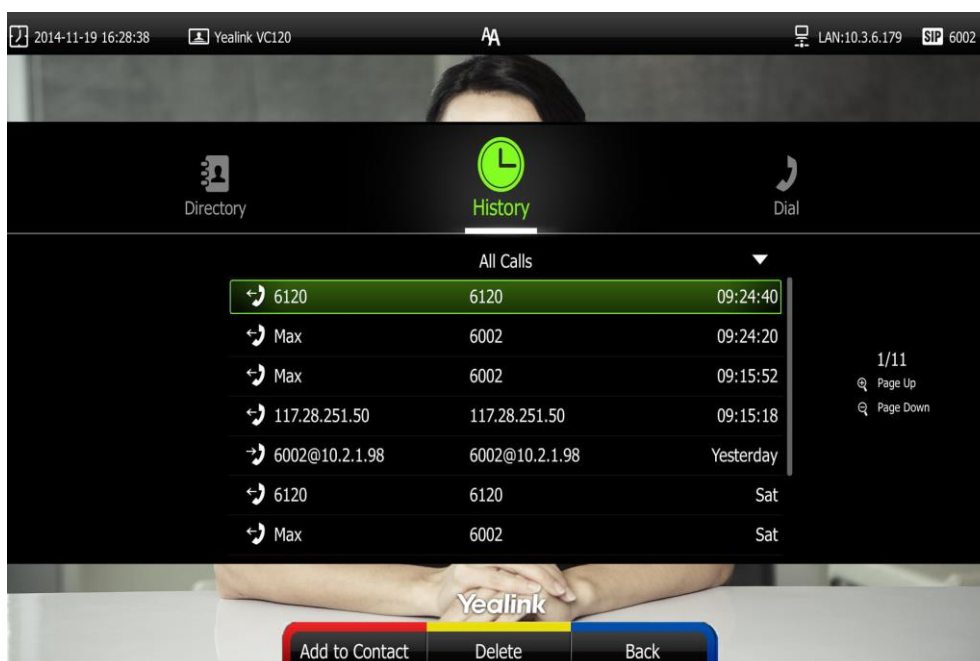 2014-11-19 16:28:38 Yealink VC120 AA LAN:10.3.6.179 SIP 6002
Directory History Dial
All Calls
6120 6120 09:24:40
Max 6002 09:24:20
Max 6002 09:15:52
117.28.251.50 117.28.251.50 09:15:18
6002@10.2.1.98 6002@10.2.1.98 Yesterday
6120 6120 Sat
Max 6002 Sat
1/11
Page Up
Page Down
Yealink
Add to Contact Delete Back